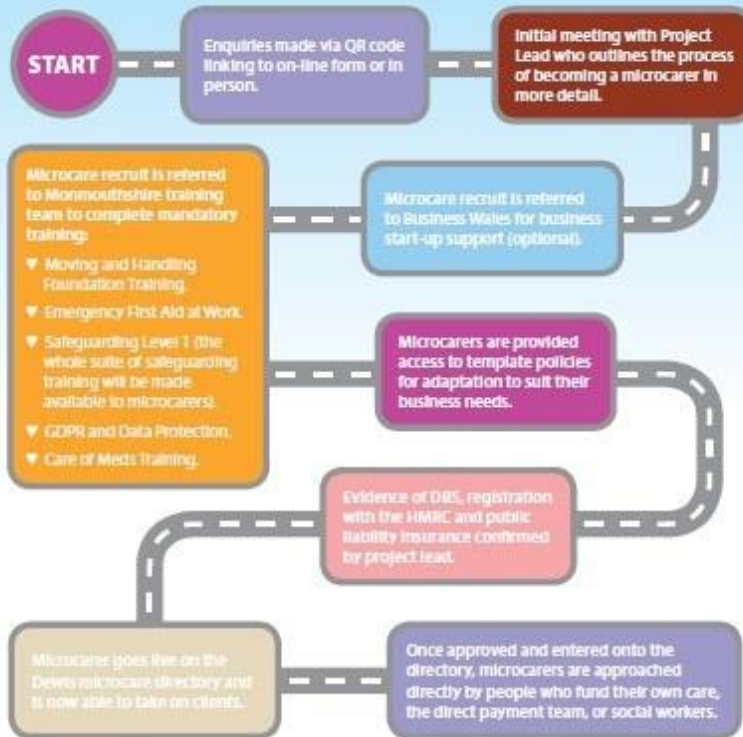 START
Enquiries made via QR code
linking to on-line form or in
person.
Initial meeting with Project
Lead who outlines the process
of becoming a microcarer in
more detail.
Microcare recruit is referred
to Business Wales for business
start-up support (optional).
Microcare recruit is referred
to Monmouthshire training
team to complete mandatory
training:
▼ Moving and Handling
Foundation Training.
▼ Emergency First Aid at Work.
▼ Safeguarding Level 1 (the
whole suite of safeguarding
training will be made
available to microcarers)
▼ GDPR and Data Protection.
▼ Care of Meds Training.
Microcarers are provided
access to template policies
for adaptation to suit their
business needs.
Evidence of DBS, registration
with the HMRC and public
liability insurance confirmed
by project lead.
Microcarer goes live on the
Dewis microcare directory and
is now able to take on clients.
Once approved and entered onto the
directory, microcarers are approached
directly by people who fund their own care,
the direct payment team, or social workers.